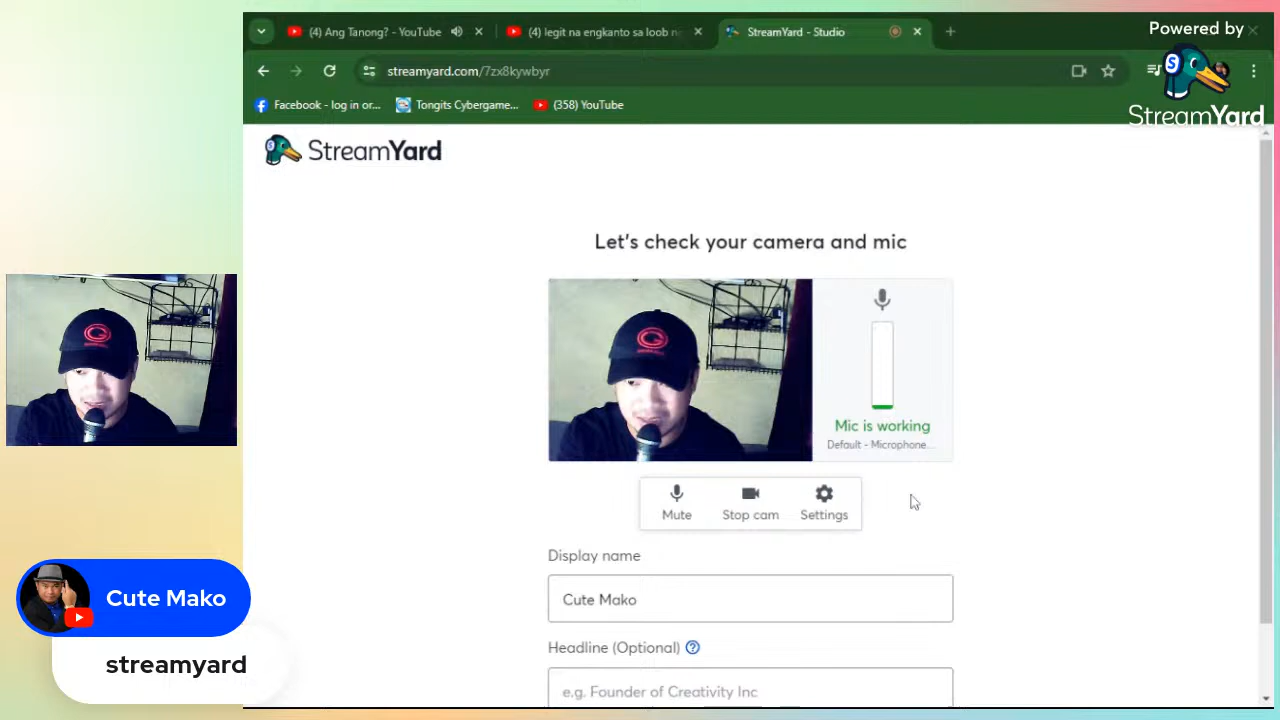 Powered by
StreamYard
(4) Ang Tanong? - YouTube
(4) legit na engkanto sa loob n
StreamYard - Studio
streamyard.com/7zx8kywbyr
Facebook - log in or...
Tongits Cybergame...
(358) YouTube
StreamYard
Let's check your camera and mic
Mic is working
Default - Microphone...
Mute
Stop cam
Settings
Display name
Cute Mako
Headline (Optional)
e.g. Founder of Creativity Inc
Cute Mako
streamyard